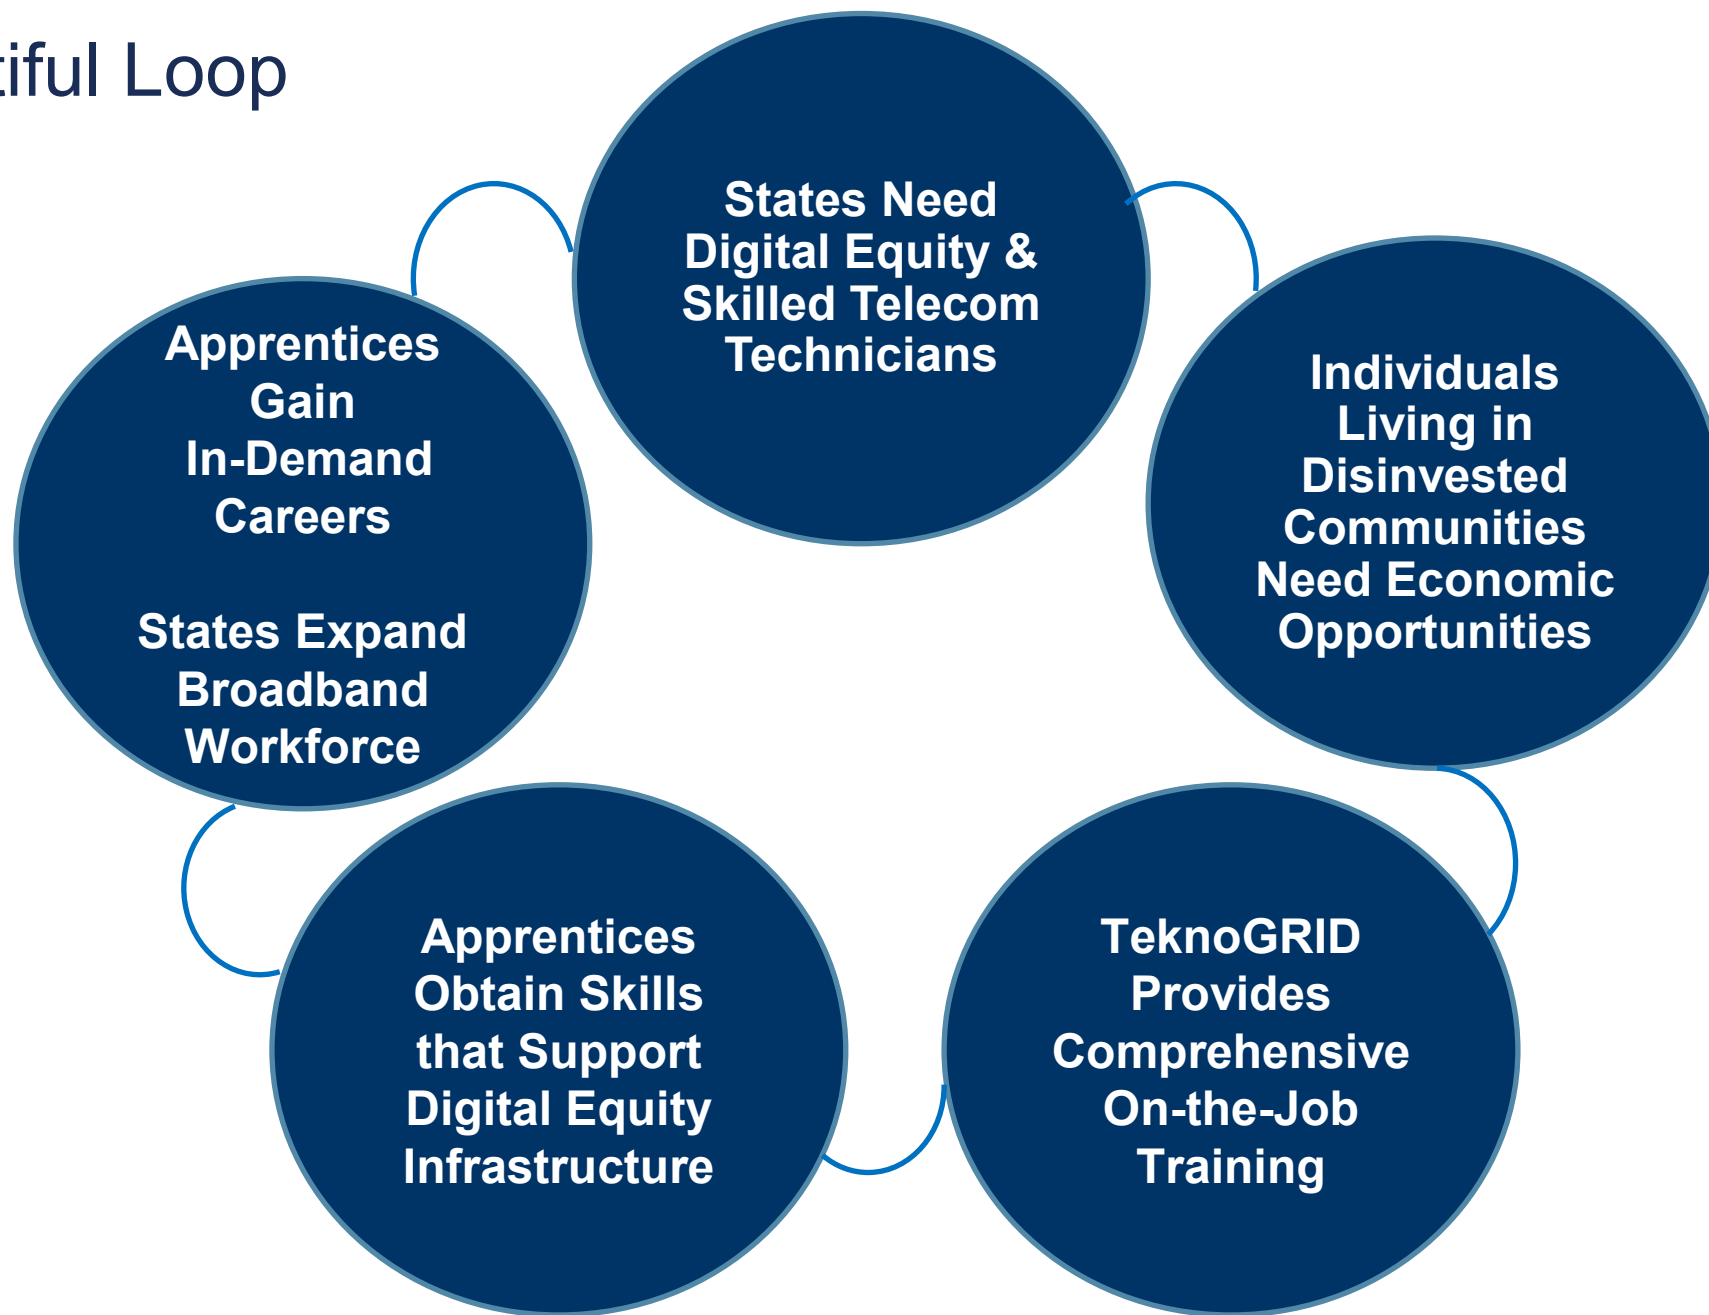 tiful Loop
States Need
Digital Equity &
Skilled Telecom
Technicians
Individuals
Living in
Disinvested
Communities
Need Economic
Opportunities
TeknoGRID
Provides
Comprehensive
On-the-Job
Training
Apprentices
Obtain Skills
that Support
Digital Equity
Infrastructure
Apprentices
Gain
In-Demand
Careers
States Expand
Broadband
Workforce